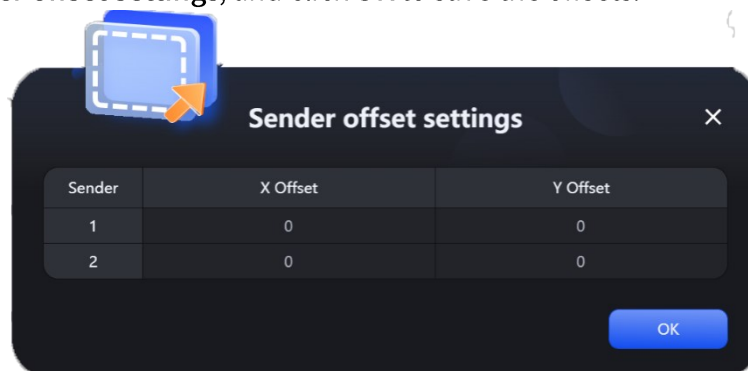 Sender offset settings
Sender X Offset Y Offset
1 0 0
2 0 0
OK